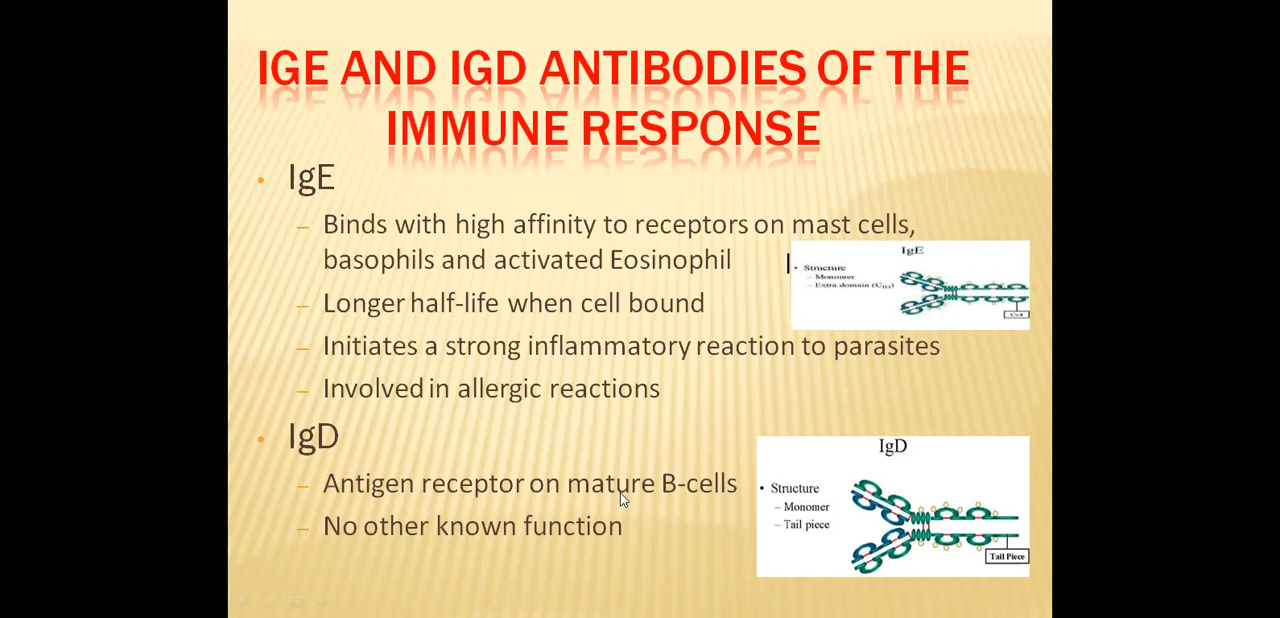 IGE AND IGD ANTIBODIES OF THE
IMMUNE RESPONSE
• IgE
– Binds with high affinity to receptors on mast cells,
basophils and activated Eosinophil
– Longer half-life when cell bound
– Initiates a strong inflammatory reaction to parasites
– Involved in allergic reactions
IgE
• Structure
– Monomer
– Extra domain (
• IgD
– Antigen receptor on mature B-cells
– No other known function
IgD
• Structure
– Monomer
– Tail piece
Tail Piece